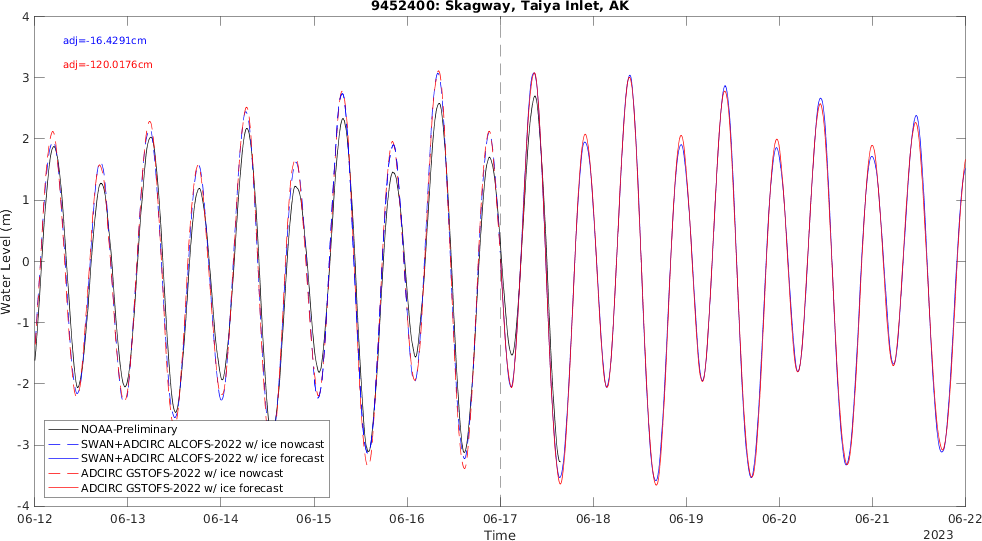 9452400: Skagway, Taiya Inlet, AK
adj=-16.4291cm
adj=-120.0176cm
Water Level (m)
4
3
2
1
0
-1
-2
-3
-4
NOAA-Preliminary
SWAN+ADCIRC ALCOFS-2022 w/ ice nowcast
SWAN+ADCIRC ALCOFS-2022 w/ ice forecast
ADCIRC GSTOFS-2022 w/ ice nowcast
ADCIRC GSTOFS-2022 w/ ice forecast
06-12 06-13 06-14 06-15 06-16 06-17 06-18 06-19 06-20 06-21 06-22
Time
2023